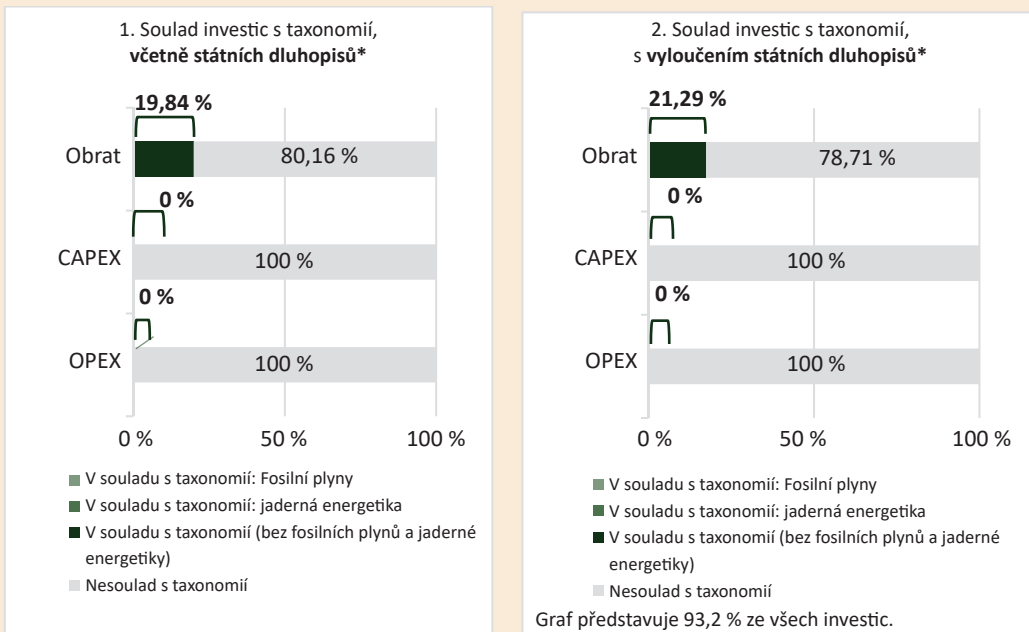 1. Soulad investic s taxonomií,
včetně státních dluhopisů*
19,84 %
Obrat
80,16 %
0 %
CAPEX
100 %
0 %
OPEX
100 %
0 %
50 %
100 %
V souladu s taxonomií: Fosilní plyny
V souladu s taxonomií: jaderná energetika
V souladu s taxonomií (bez fosilních plynů a jaderné
energetiky)
Nesoulad s taxonomií
2. Soulad investic s taxonomií,
s vyloučením státních dluhopisů*
21,29 %
Obrat
78,71 %
0 %
CAPEX
100 %
0 %
OPEX
100 %
0 %
50 %
100 %
V souladu s taxonomií: Fosilní plyny
V souladu s taxonomií: jaderná energetika
V souladu s taxonomií (bez fosilních plynů a jaderné
energetiky)
Nesoulad s taxonomií
Graf představuje 93,2 % ze všech investic.